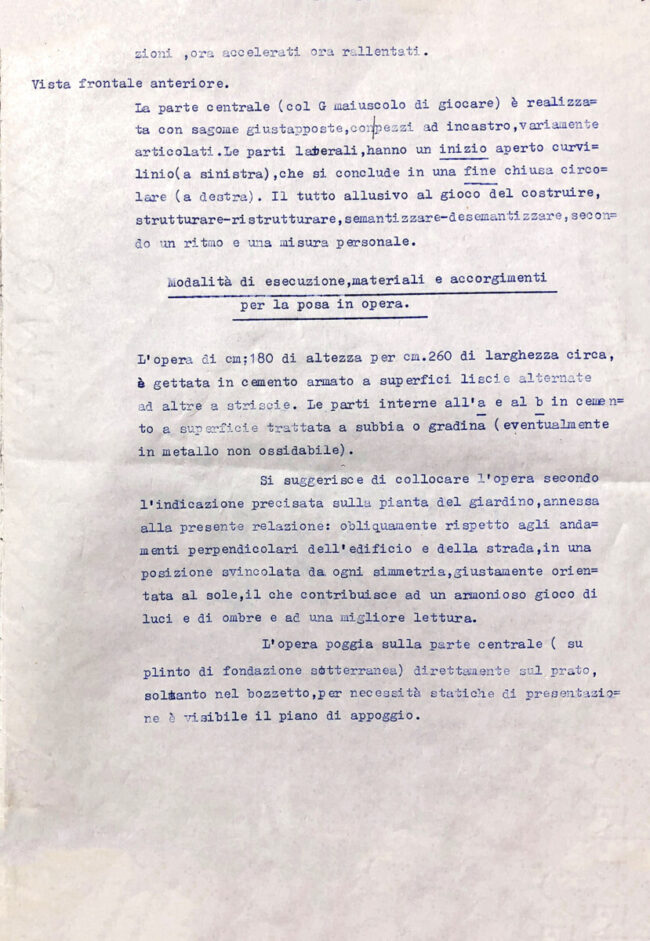 zioni ,ora accelerati ora rallentati.
Vista frontale anteriore.
La parte centrale (col G maiuscolo di giocare) è realizza=
ta con sagome giustapposte,con pezzi ad incastro,variamente
articolati.Le parti laterali,hanno un inizio aperto curvi=
linio(a sinistra),che si conclude in una fine chiusa circo=
lare (a destra). Il tutto allusivo al gioco del costruire,
strutturare-ristrutturare,semantizzare-desemantizzare,secon=
do un ritmo e una misura personale.
Modalità di esecuzione,materiali e accorgimenti
per la posa in opera.
L'opera di cm;180 di altezza per cm.260 di larghezza circa,
è gettata in cemento armato a superfici liscie alternate
ad altre a striscie. Le parti interne all'a e al b in cemen=
to a superficie trattata a subbia o gradina (eventualmente
in metallo non ossidabile).
Si suggerisce di collocare l'opera secondo
l'indicazione precisata sulla pianta del giardino,annessa
alla presente relazione: obliquamente rispetto agli anda=
menti perpendicolari dell'edificio e della strada,in una
posizione svincolata da ogni simmetria,giustamente orien=
tata al sole,il che contribuisce ad un armonioso gioco di
luci e di ombre e ad una migliore lettura.
L'opera poggia sulla parte centrale ( su
plinto di fondazione sotterranea) direttamente sul prato,
soltanto nel bozzetto,per necessità statiche di presentazio=
ne è visibile il piano di appoggio.